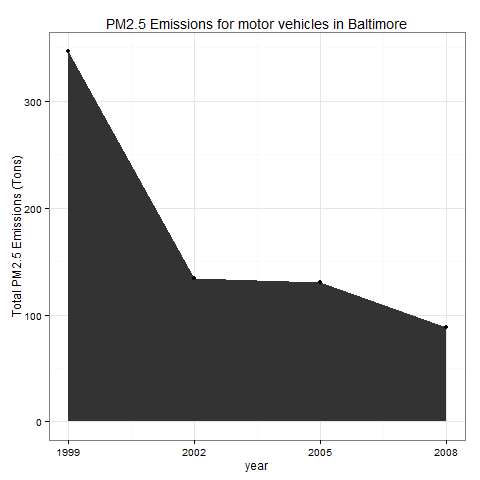 PM2.5 Emissions for motor vehicles in Baltimore
Total PM2.5 Emissions (Tons)
300
200
100
0
1999 2002 2005 2008
year